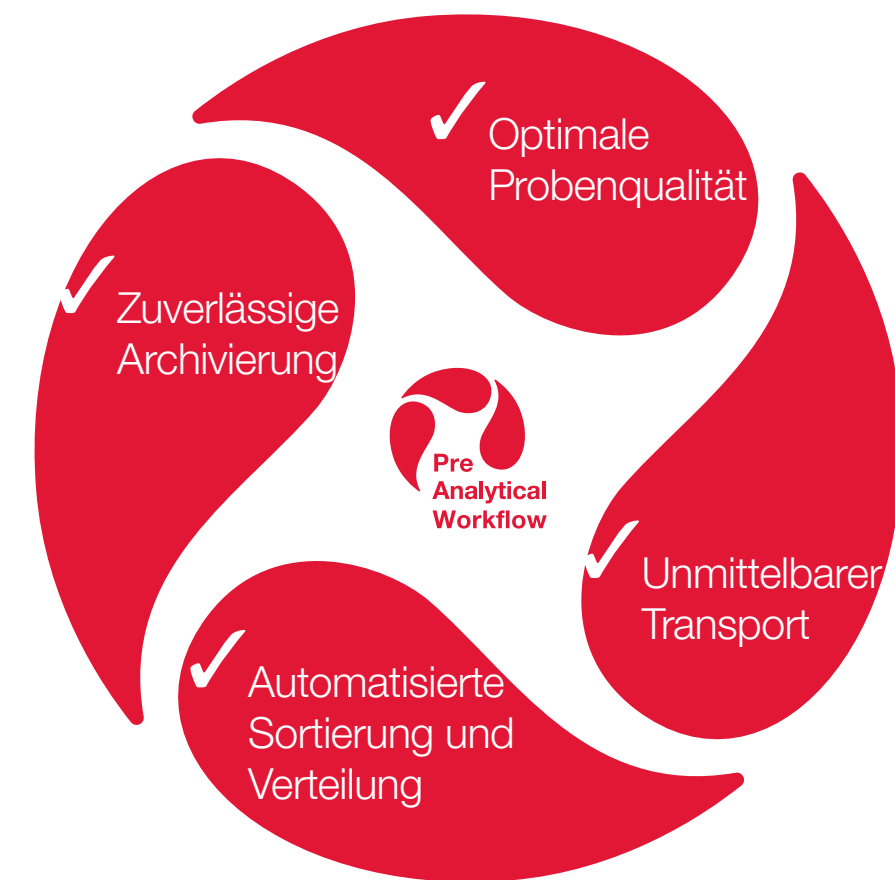 Optimale
Probenqualität
Zuverlässige
Archivierung
Pre
Analytical
Workflow
Unmittelbarer
Transport
Automatisierte
Sortierung und
Verteilung